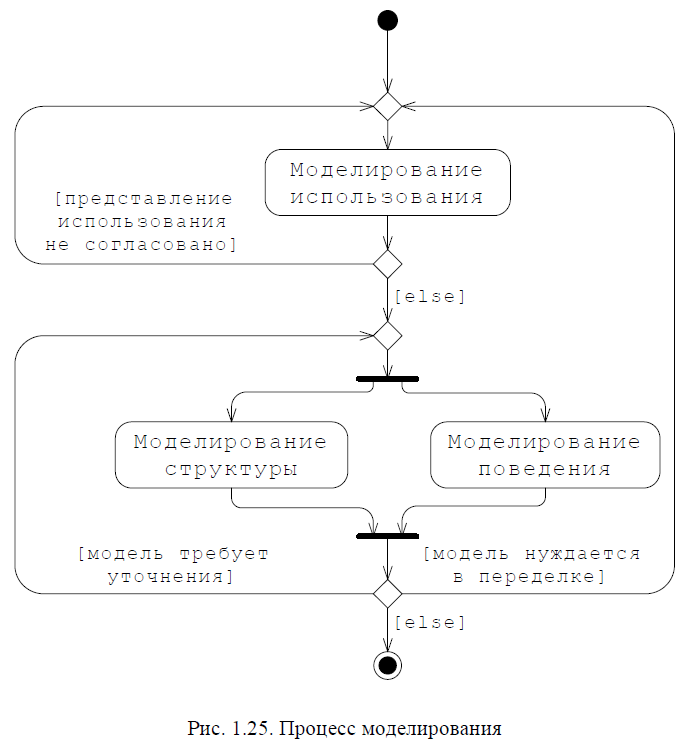 Моделирование
использования
[представление
использования
не согласовано]
[else]
Моделирование
структуры
Моделирование
поведения
[модель требует
уточнения]
[модель нуждается
в переделке]
[else]
Рис. 1.25. Процесс моделирования